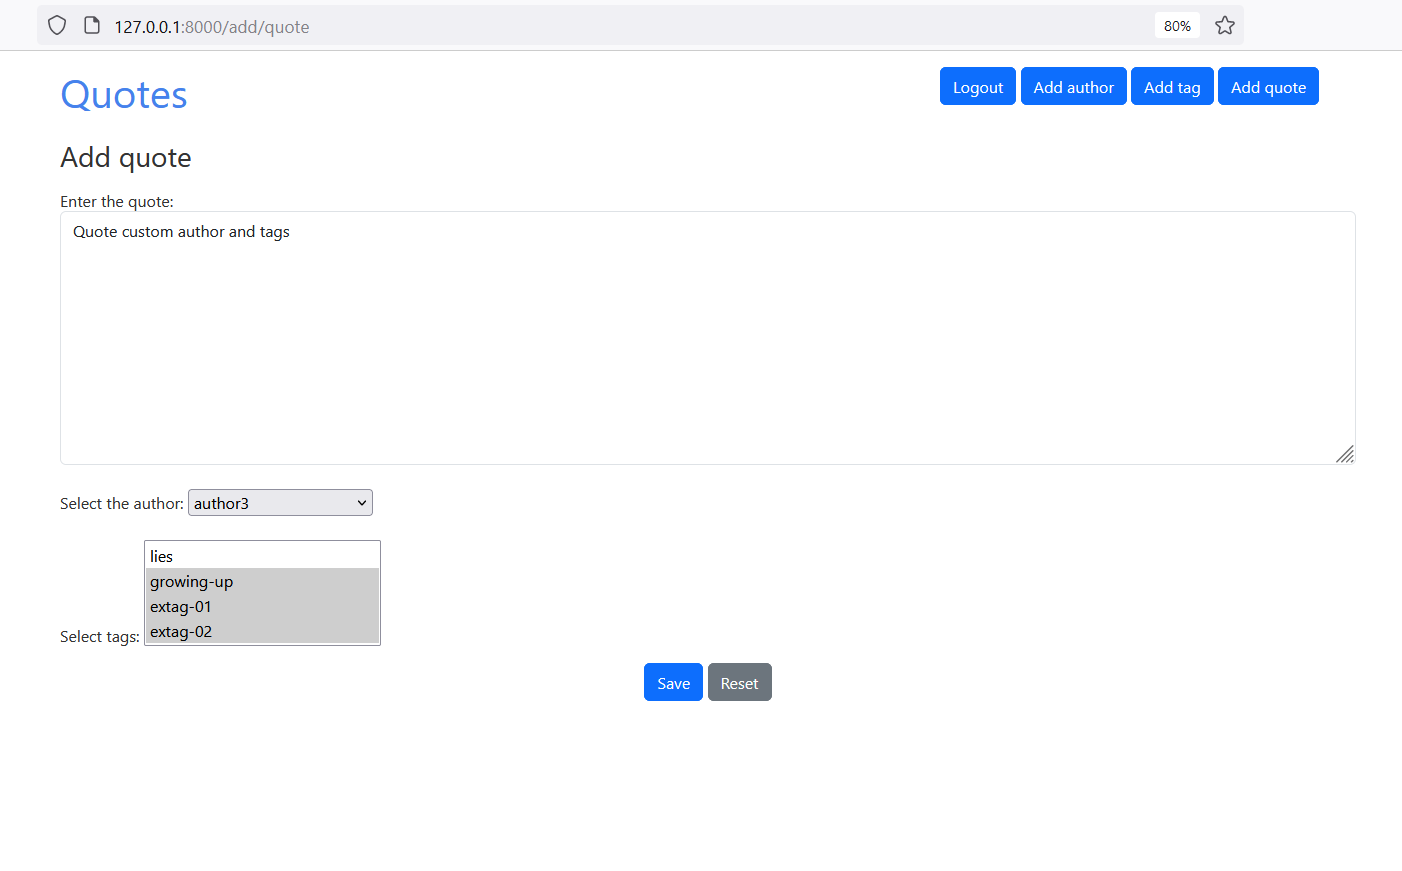 127.0.0.1:8000/add/quote
80%
Quotes
Logout
Add author
Add tag
Add quote
Add quote
Enter the quote:
Quote custom author and tags
Select the author:
author3
lies
growing-up
extag-01
extag-02
Select tags:
Save
Reset